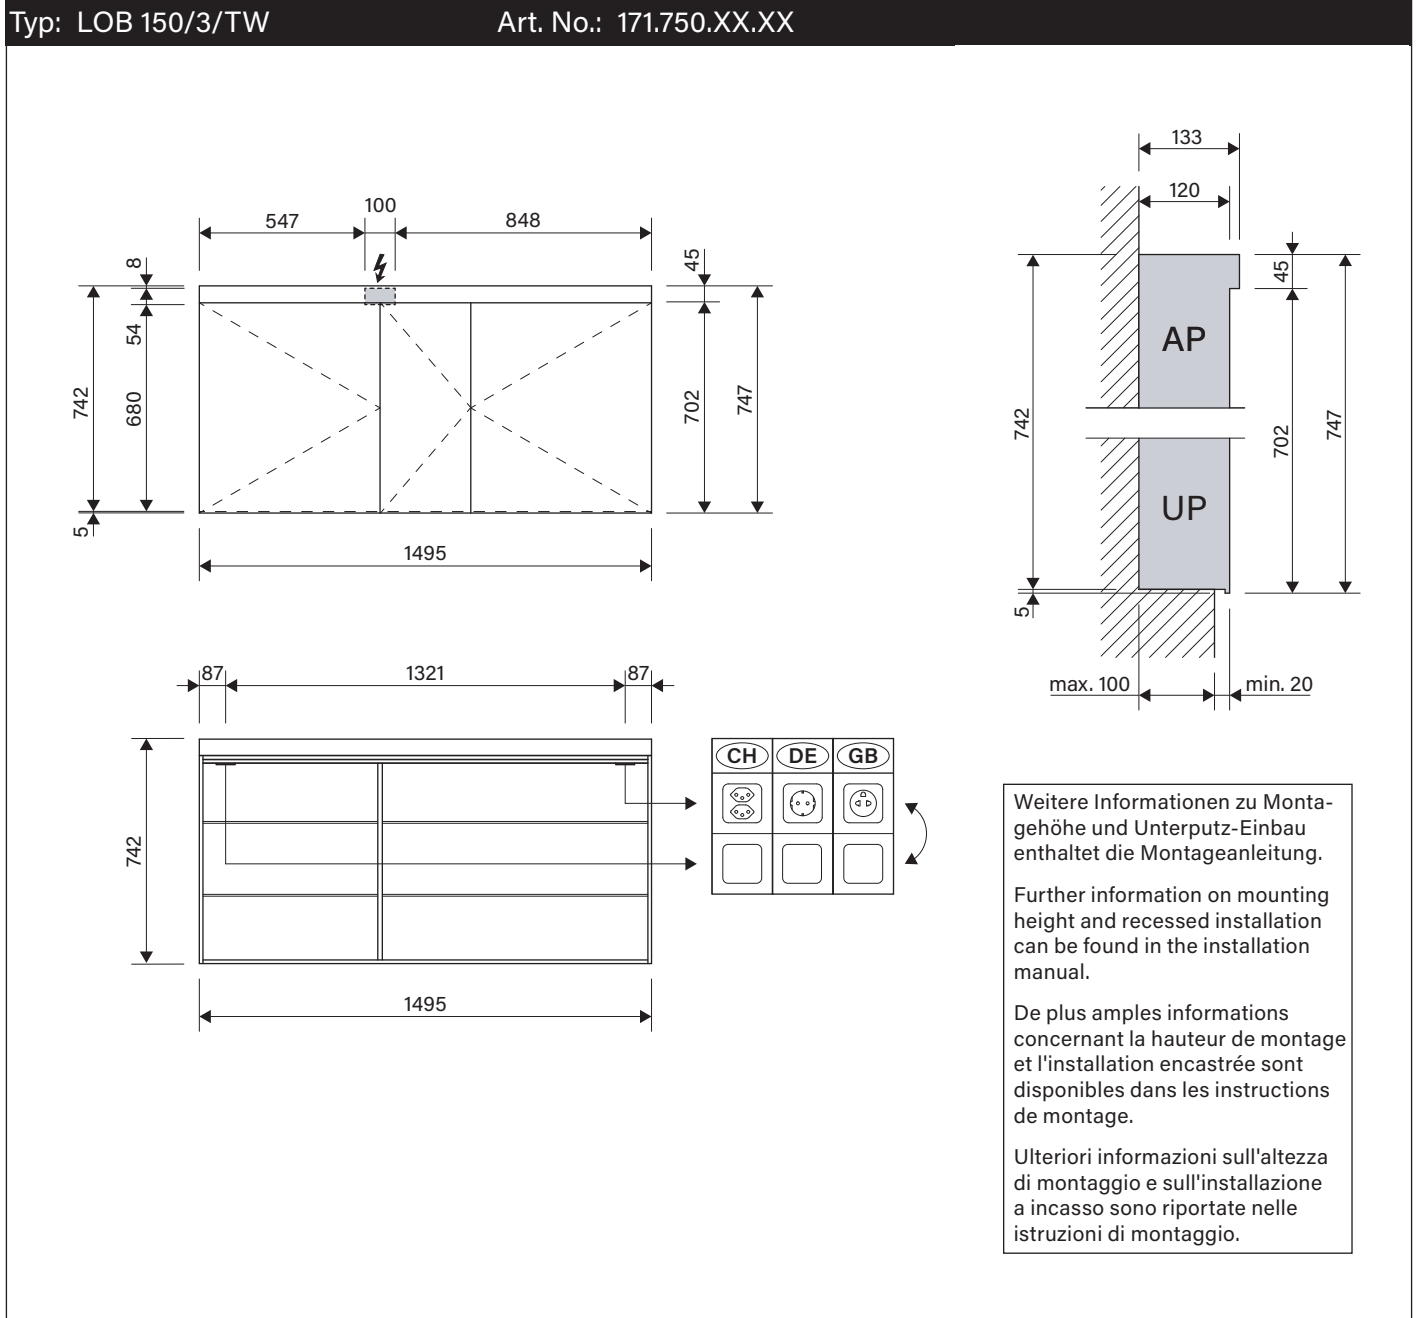 Typ: LOB 150/3/TW Art. No.: 171.750.XX.XX
547
100
848
8
54
742
680
5
45
702
747
1495
133
120
45
AP
742
702
747
UP
5
max. 100
min. 20
87
1321
87
742
1495
CH DE GB
Weitere Informationen zu Monta-
gehöhe und Unterputz-Einbau
enthaltet die Montageanleitung.
Further information on mounting
height and recessed installation
can be found in the installation
manual.
De plus amples informations
concernant la hauteur de montage
et l'installation encastrée sont
disponibles dans les instructions
de montage.
Ulteriori informazioni sull'altezza
di montaggio e sull'installazione
a incasso sono riportate nelle
istruzioni di montaggio.